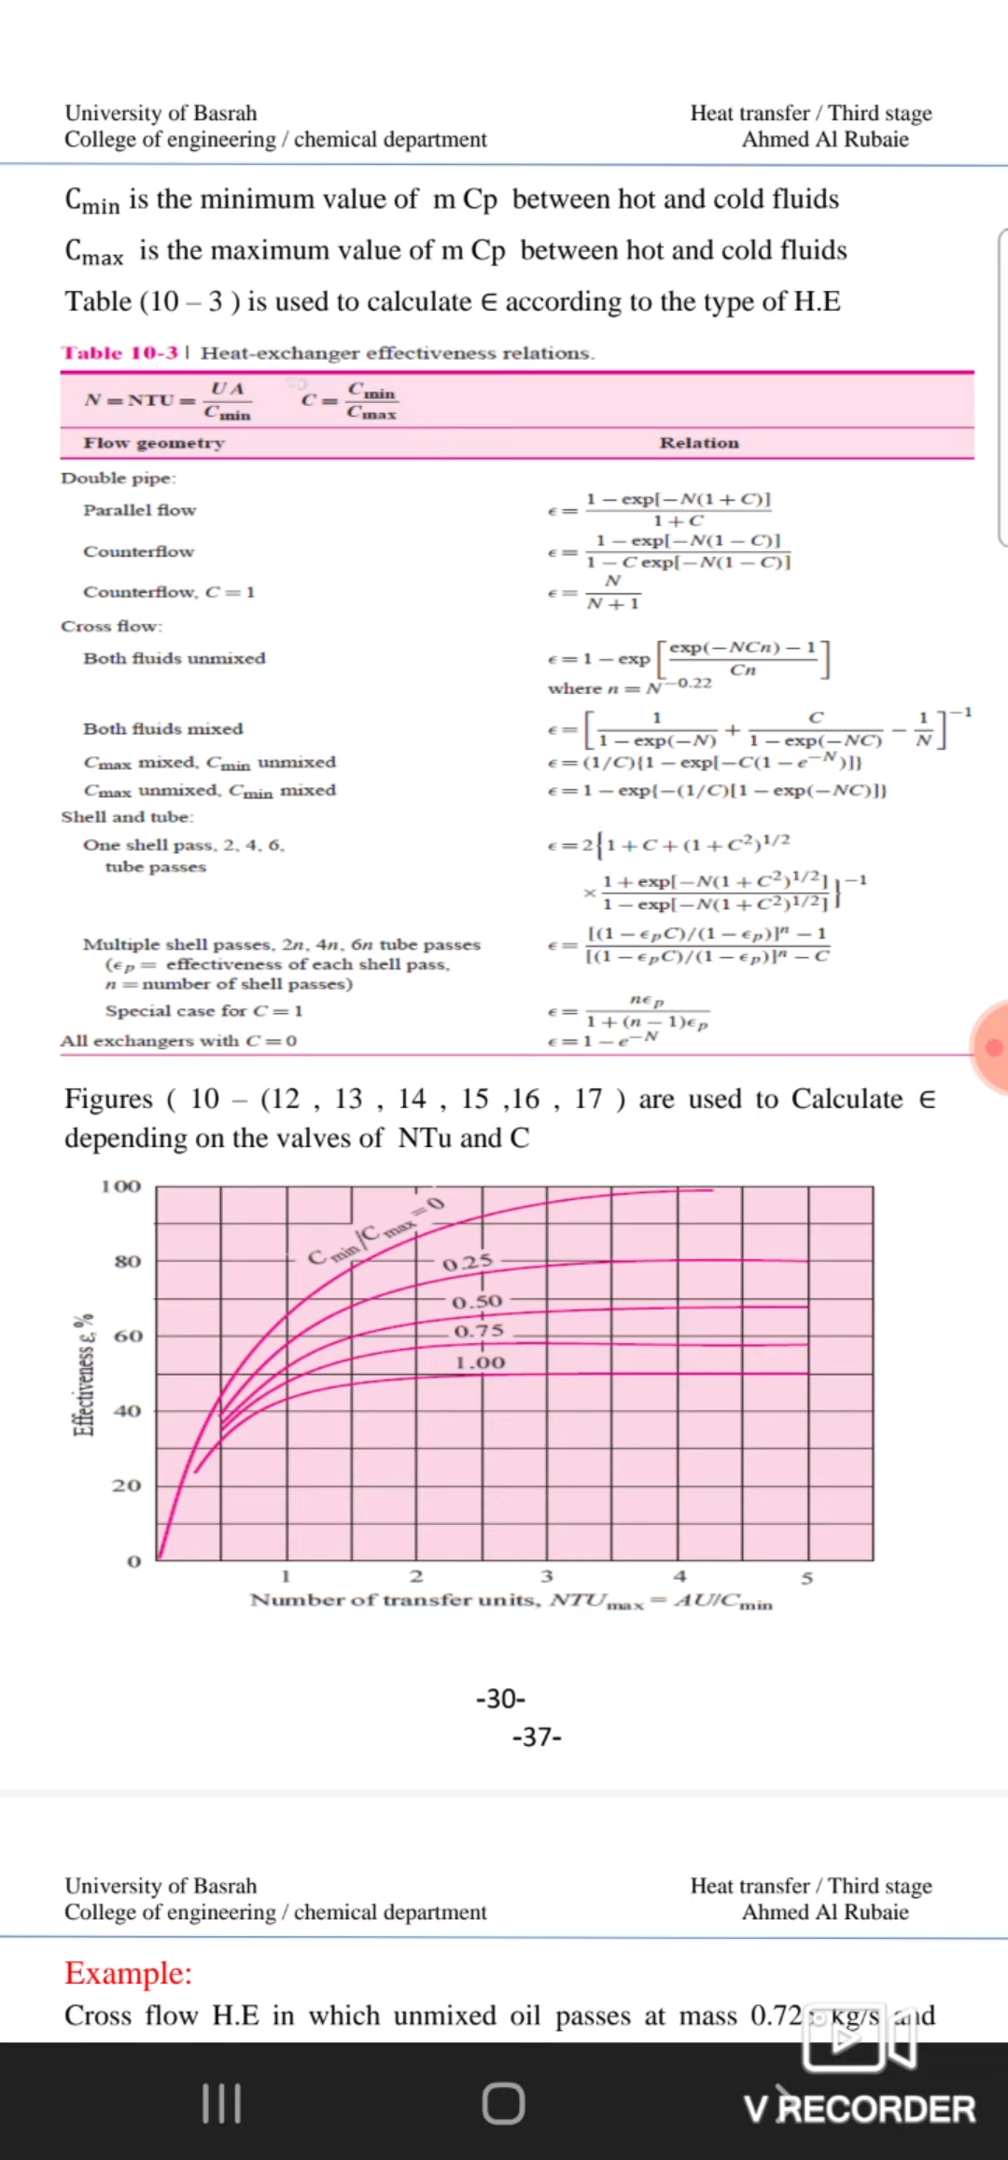 University of Basrah
Heat transfer / Third stage
College of engineering / chemical department
Ahmed Al Rubaie
Cmin is the minimum value of m Cp between hot and cold fluids
Cmax is the maximum value of m Cp between hot and cold fluids
Table (10 – 3 ) is used to calculate ∈ according to the type of H.E
Table 10-3 | Heat-exchanger effectiveness relations.
N = NTU = UA/Cmin C = Cmin/Cmax
Flow geometry
Relation
Double pipe:
Parallel flow
ϵ = (1 − exp[−N(1 + C)])/(1 + C)
Counterflow
ϵ = (1 − exp[−N(1 − C)])/(1 − C exp[−N(1 − C)])
Counterflow, C = 1
ϵ = N/(N + 1)
Cross flow:
Both fluids unmixed
ϵ = 1 − exp[(exp(−NCn) − 1)/(Cn)]
where n = N^−0.22
Both fluids mixed
ϵ = [1/(1 − exp(−N)) + C/(1 − exp(−NC)) − 1/N]^−1
Cmax mixed, Cmin unmixed
ϵ = (1/C){1 − exp[−C(1 − e^−N)]}
Cmax unmixed, Cmin mixed
ϵ = 1 − exp{−(1/C)[1 − exp(−NC)]}
Shell and tube:
One shell pass, 2, 4, 6,
tube passes
ϵ = 2{1 + C + (1 + C²)^1/2
× (1 + exp[−N(1 + C²)^1/2])/(1 − exp[−N(1 + C²)^1/2])}^−1
Multiple shell passes, 2n, 4n, 6n tube passes
(ϵp = effectiveness of each shell pass,
n = number of shell passes)
ϵ = ([(1 − ϵpC)/(1 − ϵp)]^n − 1)/([(1 − ϵpC)/(1 − ϵp)]^n − C)
Special case for C = 1
ϵ = nϵp/(1 + (n − 1)ϵp)
All exchangers with C = 0
ϵ = 1 − e^−N
Figures ( 10 – (12 , 13 , 14 , 15 ,16 , 17 ) are used to Calculate ∈
depending on the valves of NTu and C
100
80
60
40
20
0
Effectiveness ε, %
Cmin/Cmax = 0
0.25
0.50
0.75
1.00
1 2 3 4 5
Number of transfer units, NTUmax = AU/Cmin
-30-
-37-
University of Basrah
Heat transfer / Third stage
College of engineering / chemical department
Ahmed Al Rubaie
Example:
Cross flow H.E in which unmixed oil passes at mass 0.72 kg/s and
V RECORDER